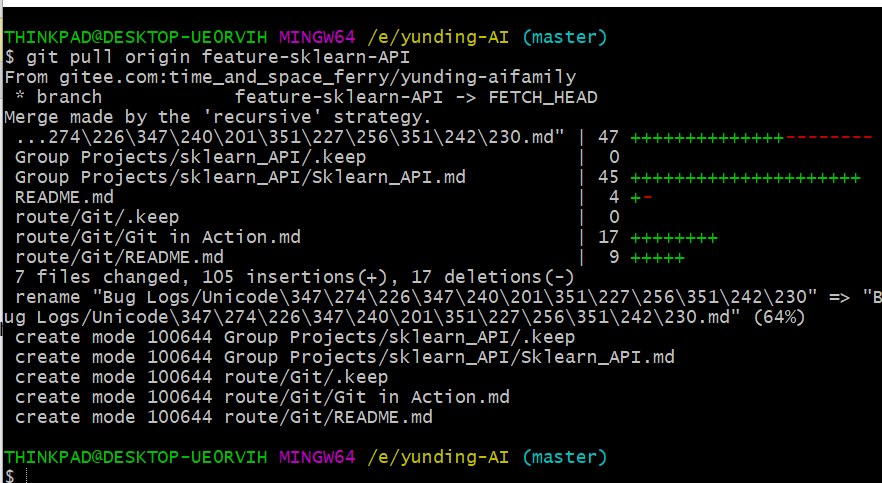 THINKPAD@DESKTOP-UE0RVIH MINGW64 /e/yunding-AI (master)
$ git pull origin feature-sklearn-API
From gitee.com:time_and_space_ferry/yunding-aifamily
 * branch            feature-sklearn-API -> FETCH_HEAD
Merge made by the 'recursive' strategy.
 ...274\226\347\240\201\351\227\256\351\242\230.md" | 47 ++++++++++++++--------
 Group Projects/sklearn_API/.keep                   |  0
 Group Projects/sklearn_API/Sklearn_API.md          | 45 +++++++++++++++++++++
 README.md                                          |  4 +-
 route/Git/.keep                                    |  0
 route/Git/Git in Action.md                         | 17 ++++++++
 route/Git/README.md                                |  9 +++++
 7 files changed, 105 insertions(+), 17 deletions(-)
 rename "Bug Logs/Unicode\347\274\226\347\240\201\351\227\256\351\242\230" => "B
ug Logs/Unicode\347\274\226\347\240\201\351\227\256\351\242\230.md" (64%)
 create mode 100644 Group Projects/sklearn_API/.keep
 create mode 100644 Group Projects/sklearn_API/Sklearn_API.md
 create mode 100644 route/Git/.keep
 create mode 100644 route/Git/Git in Action.md
 create mode 100644 route/Git/README.md
THINKPAD@DESKTOP-UE0RVIH MINGW64 /e/yunding-AI (master)
$